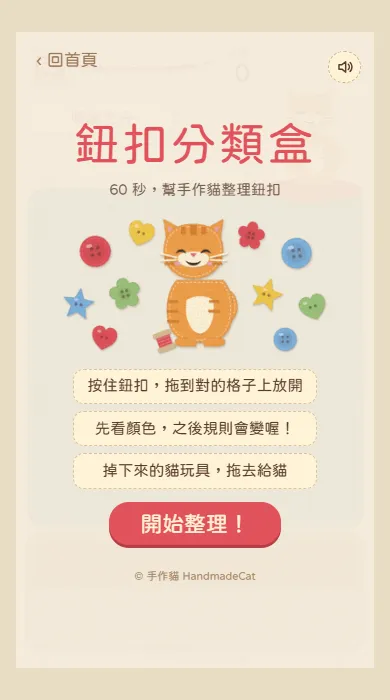 ‹ 回首頁
鈕扣分類盒
60 秒，幫手作貓整理鈕扣
按住鈕扣，拖到對的格子上放開
先看顏色，之後規則會變喔！
掉下來的貓玩具，拖去給貓
開始整理！
© 手作貓 HandmadeCat